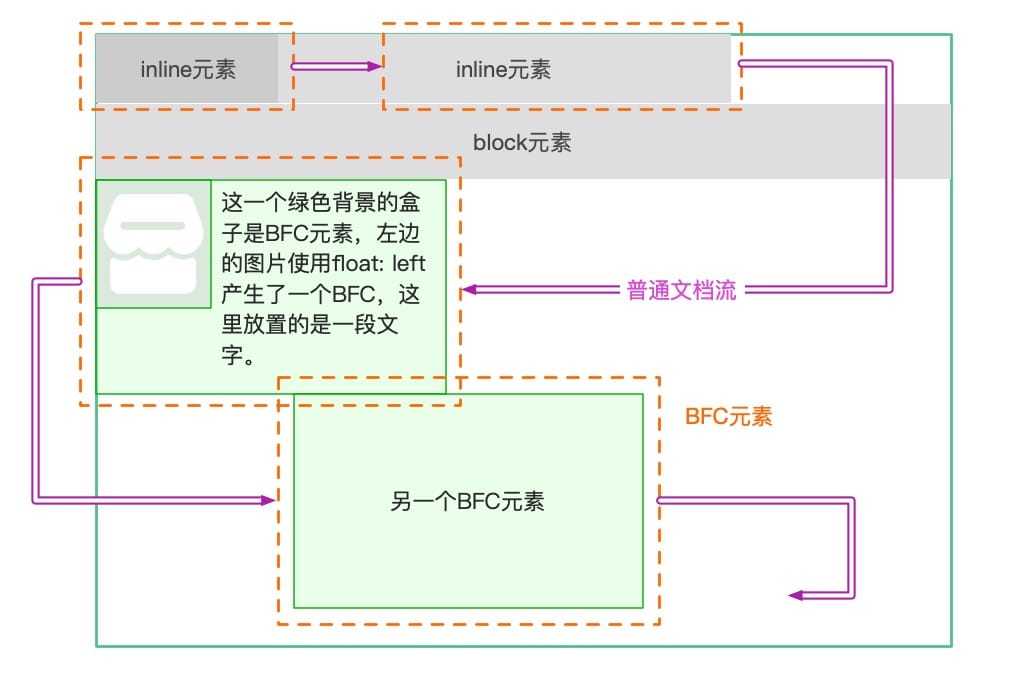 inline元素
inline元素
block元素
这一个绿色背景的盒
子是BFC元素，左边
的图片使用float: left
产生了一个BFC，这
里放置的是一段文
字。
普通文档流
BFC元素
另一个BFC元素